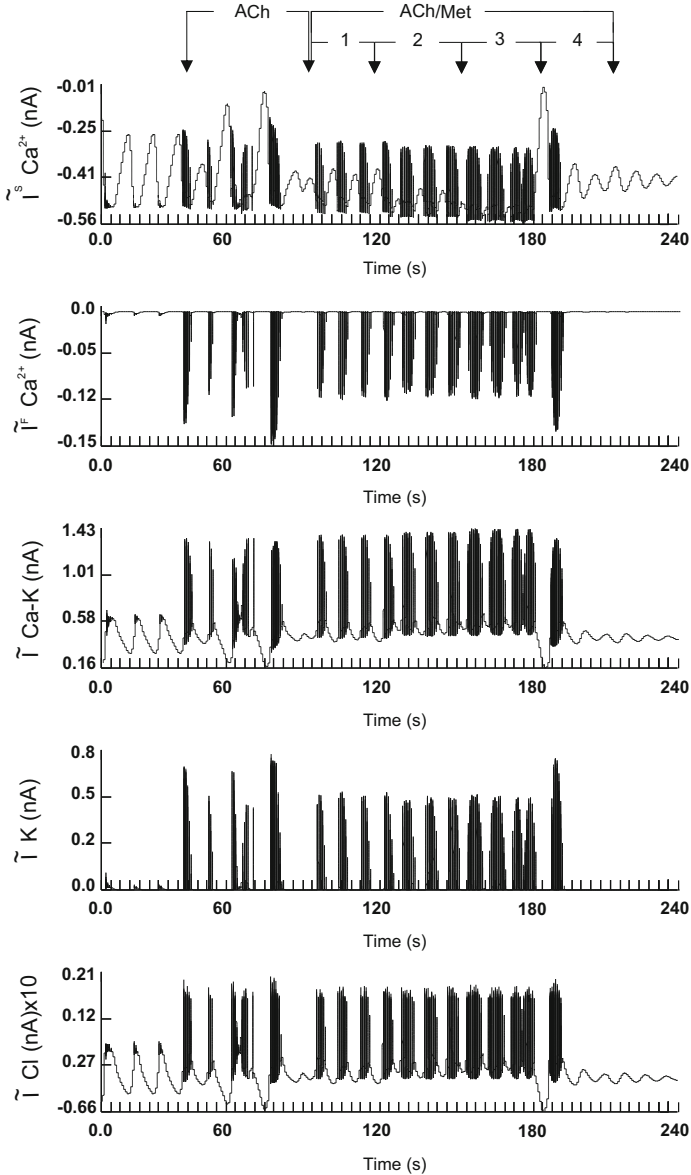 ACh
ACh/Met
1 2 3 4
Ĩ S Ca2+ (nA)
-0.01
-0.25
-0.41
-0.56
0.0 60 120 180 240
Time (s)
Ĩ F Ca2+ (nA)
0.0
-0.05
-0.12
-0.15
0.0 60 120 180 240
Time (s)
Ĩ Ca-K (nA)
1.43
1.01
0.58
0.16
0.0 60 120 180 240
Time (s)
Ĩ K (nA)
0.8
0.5
0.2
0.0
0.0 60 120 180 240
Time (s)
Ĩ Cl (nA)x10
0.21
0.12
0.27
-0.66
0.0 60 120 180 240
Time (s)